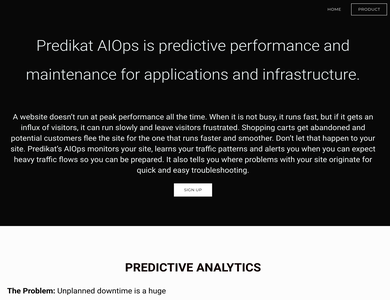 HOME PRODUCT
Predikat AIOps is predictive performance and
maintenance for applications and infrastructure.
A website doesn't run at peak performance all the time. When it is not busy, it runs fast, but if it gets an
influx of visitors, it can run slowly and leave visitors frustrated. Shopping carts get abandoned and
potential customers flee the site for the one that runs faster and smoother. Don't let that happen to your
site. Predikat's AIOps monitors your site, learns your traffic patterns and alerts you when you can expect
heavy traffic flows so you can be prepared. It also tells you where problems with your site originate for
quick and easy troubleshooting.
SIGN UP
PREDICTIVE ANALYTICS
The Problem: Unplanned downtime is a huge